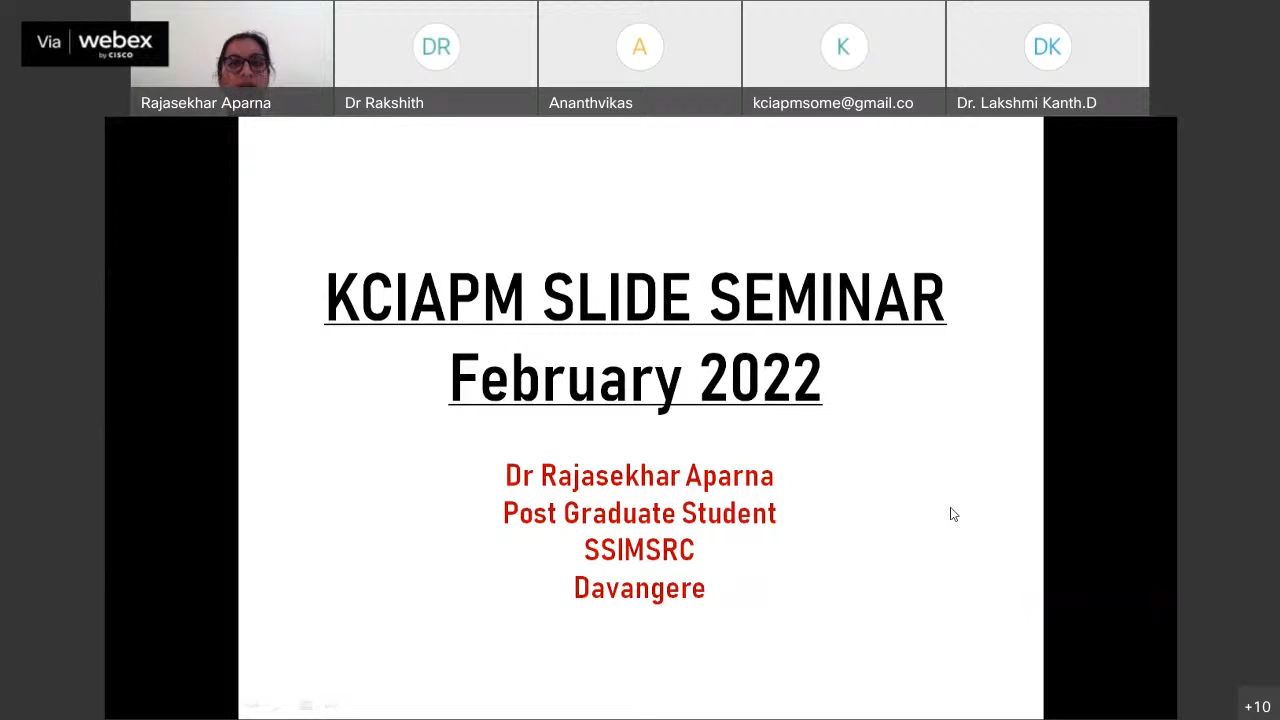 Via webex
by CISCO
DR
A
K
DK
Rajasekhar Aparna
Dr Rakshith
Ananthvikas
kciapmsome@gmail.co
Dr. Lakshmi Kanth.D
KCIAPM SLIDE SEMINAR
February 2022
Dr Rajasekhar Aparna
Post Graduate Student
SSIMSRC
Davangere
+10